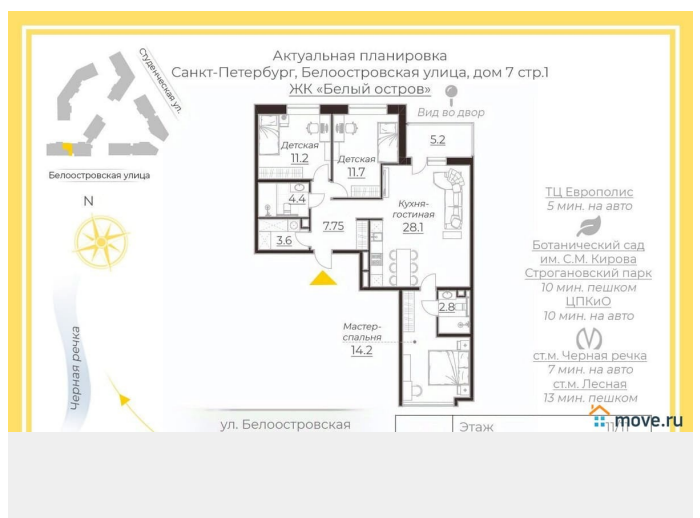 Актуальная планировка
Санкт-Петербург, Белоостровская улица, дом 7 стр.1
ЖК «Белый остров»
Студенческая ул.
Белоостровская улица
N
Черная речка
Вид во двор
5.2
Детская
11.2
Детская
11.7
4.4
7.75
3.6
Кухня-
гостиная
28.1
2.8
Мастер-
спальня
14.2
ТЦ Европолис
5 мин. на авто
Ботанический сад
им. С.М. Кирова
Строгановский парк
10 мин. пешком
ЦПКиО
10 мин. на авто
ст.м. Черная речка
7 мин. на авто
ст.м. Лесная
13 мин. пешком
ул. Белоостровская
Этаж
move.ru